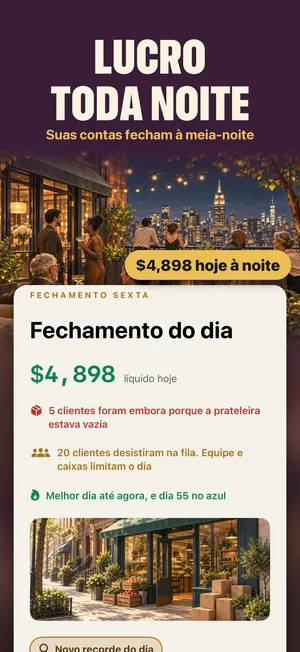 LUCRO
TODA NOITE
Suas contas fecham à meia-noite
$4,898 hoje à noite
FECHAMENTO SEXTA
Fechamento do dia
$4,898 líquido hoje
5 clientes foram embora porque a prateleira
estava vazia
20 clientes desistiram na fila. Equipe e
caixas limitam o dia
Melhor dia até agora, e dia 55 no azul
Novo recorde do dia